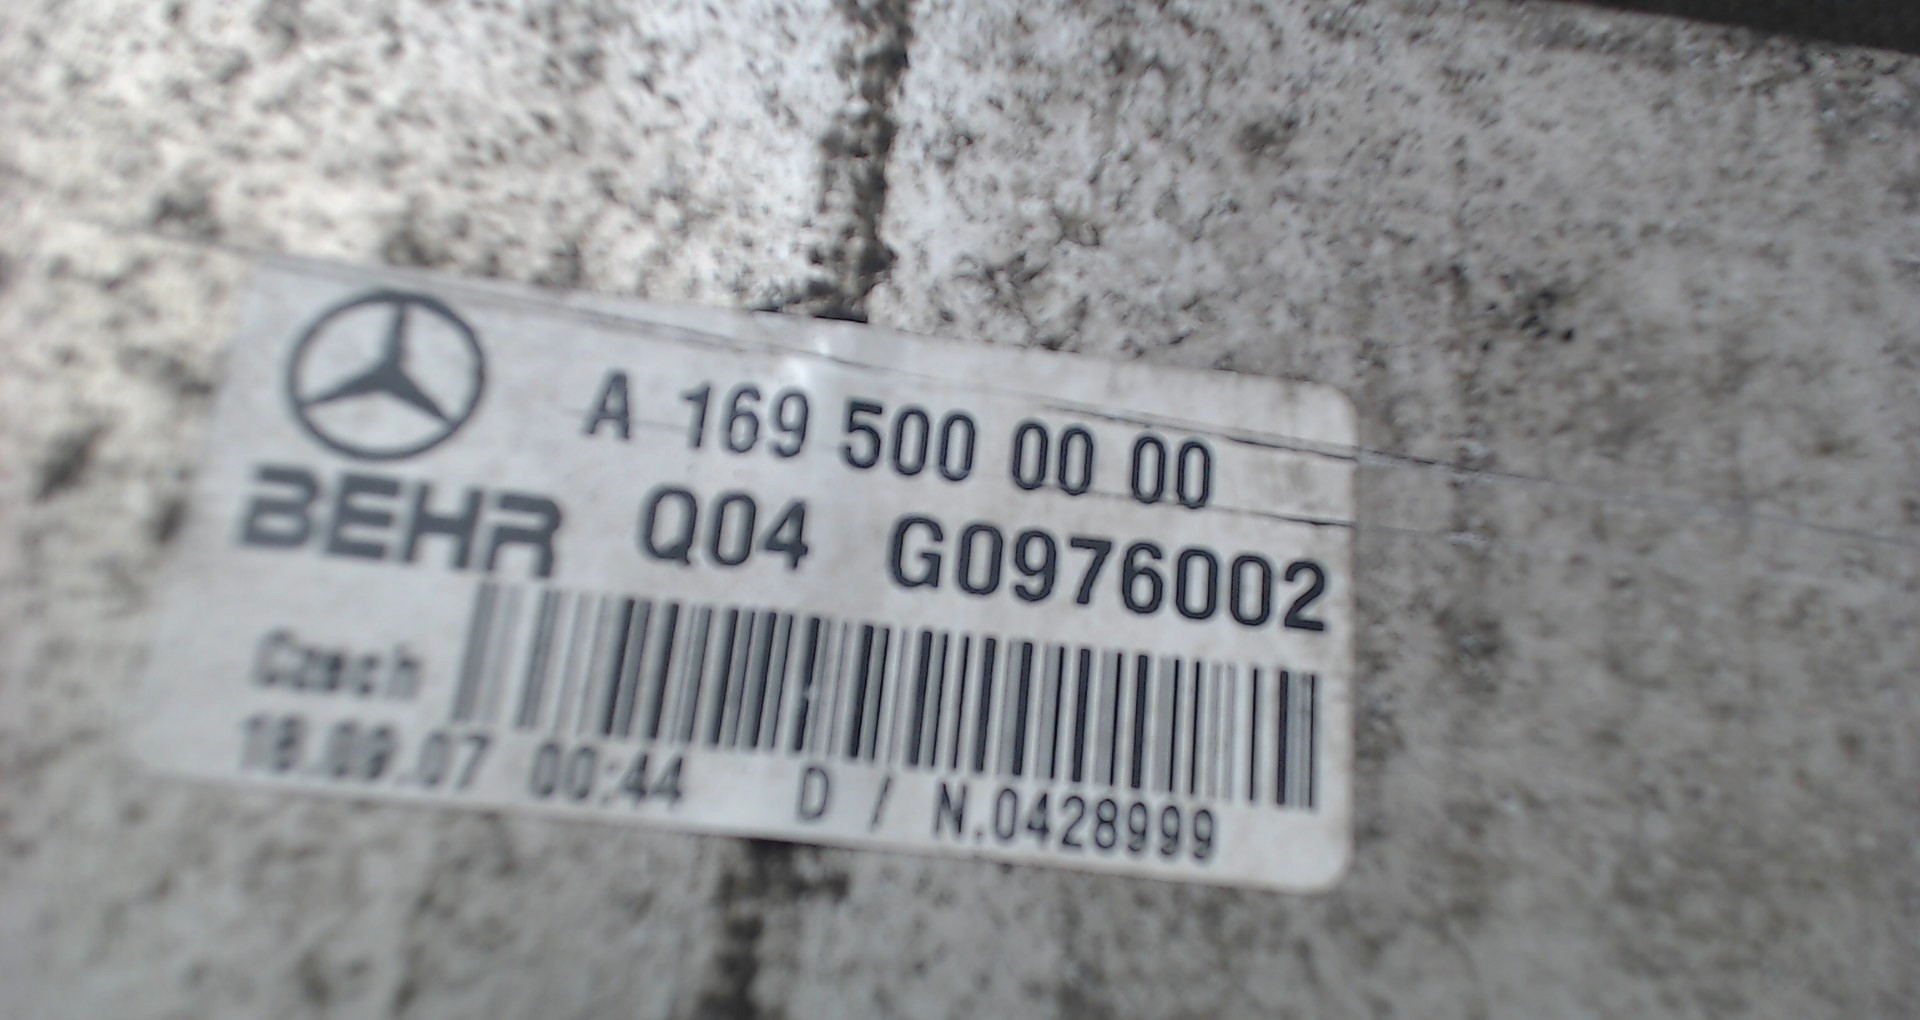 A 169 500 00 00
BEHR Q04 G0976002
Czech
18.09.07 00:44 D / N.0428999